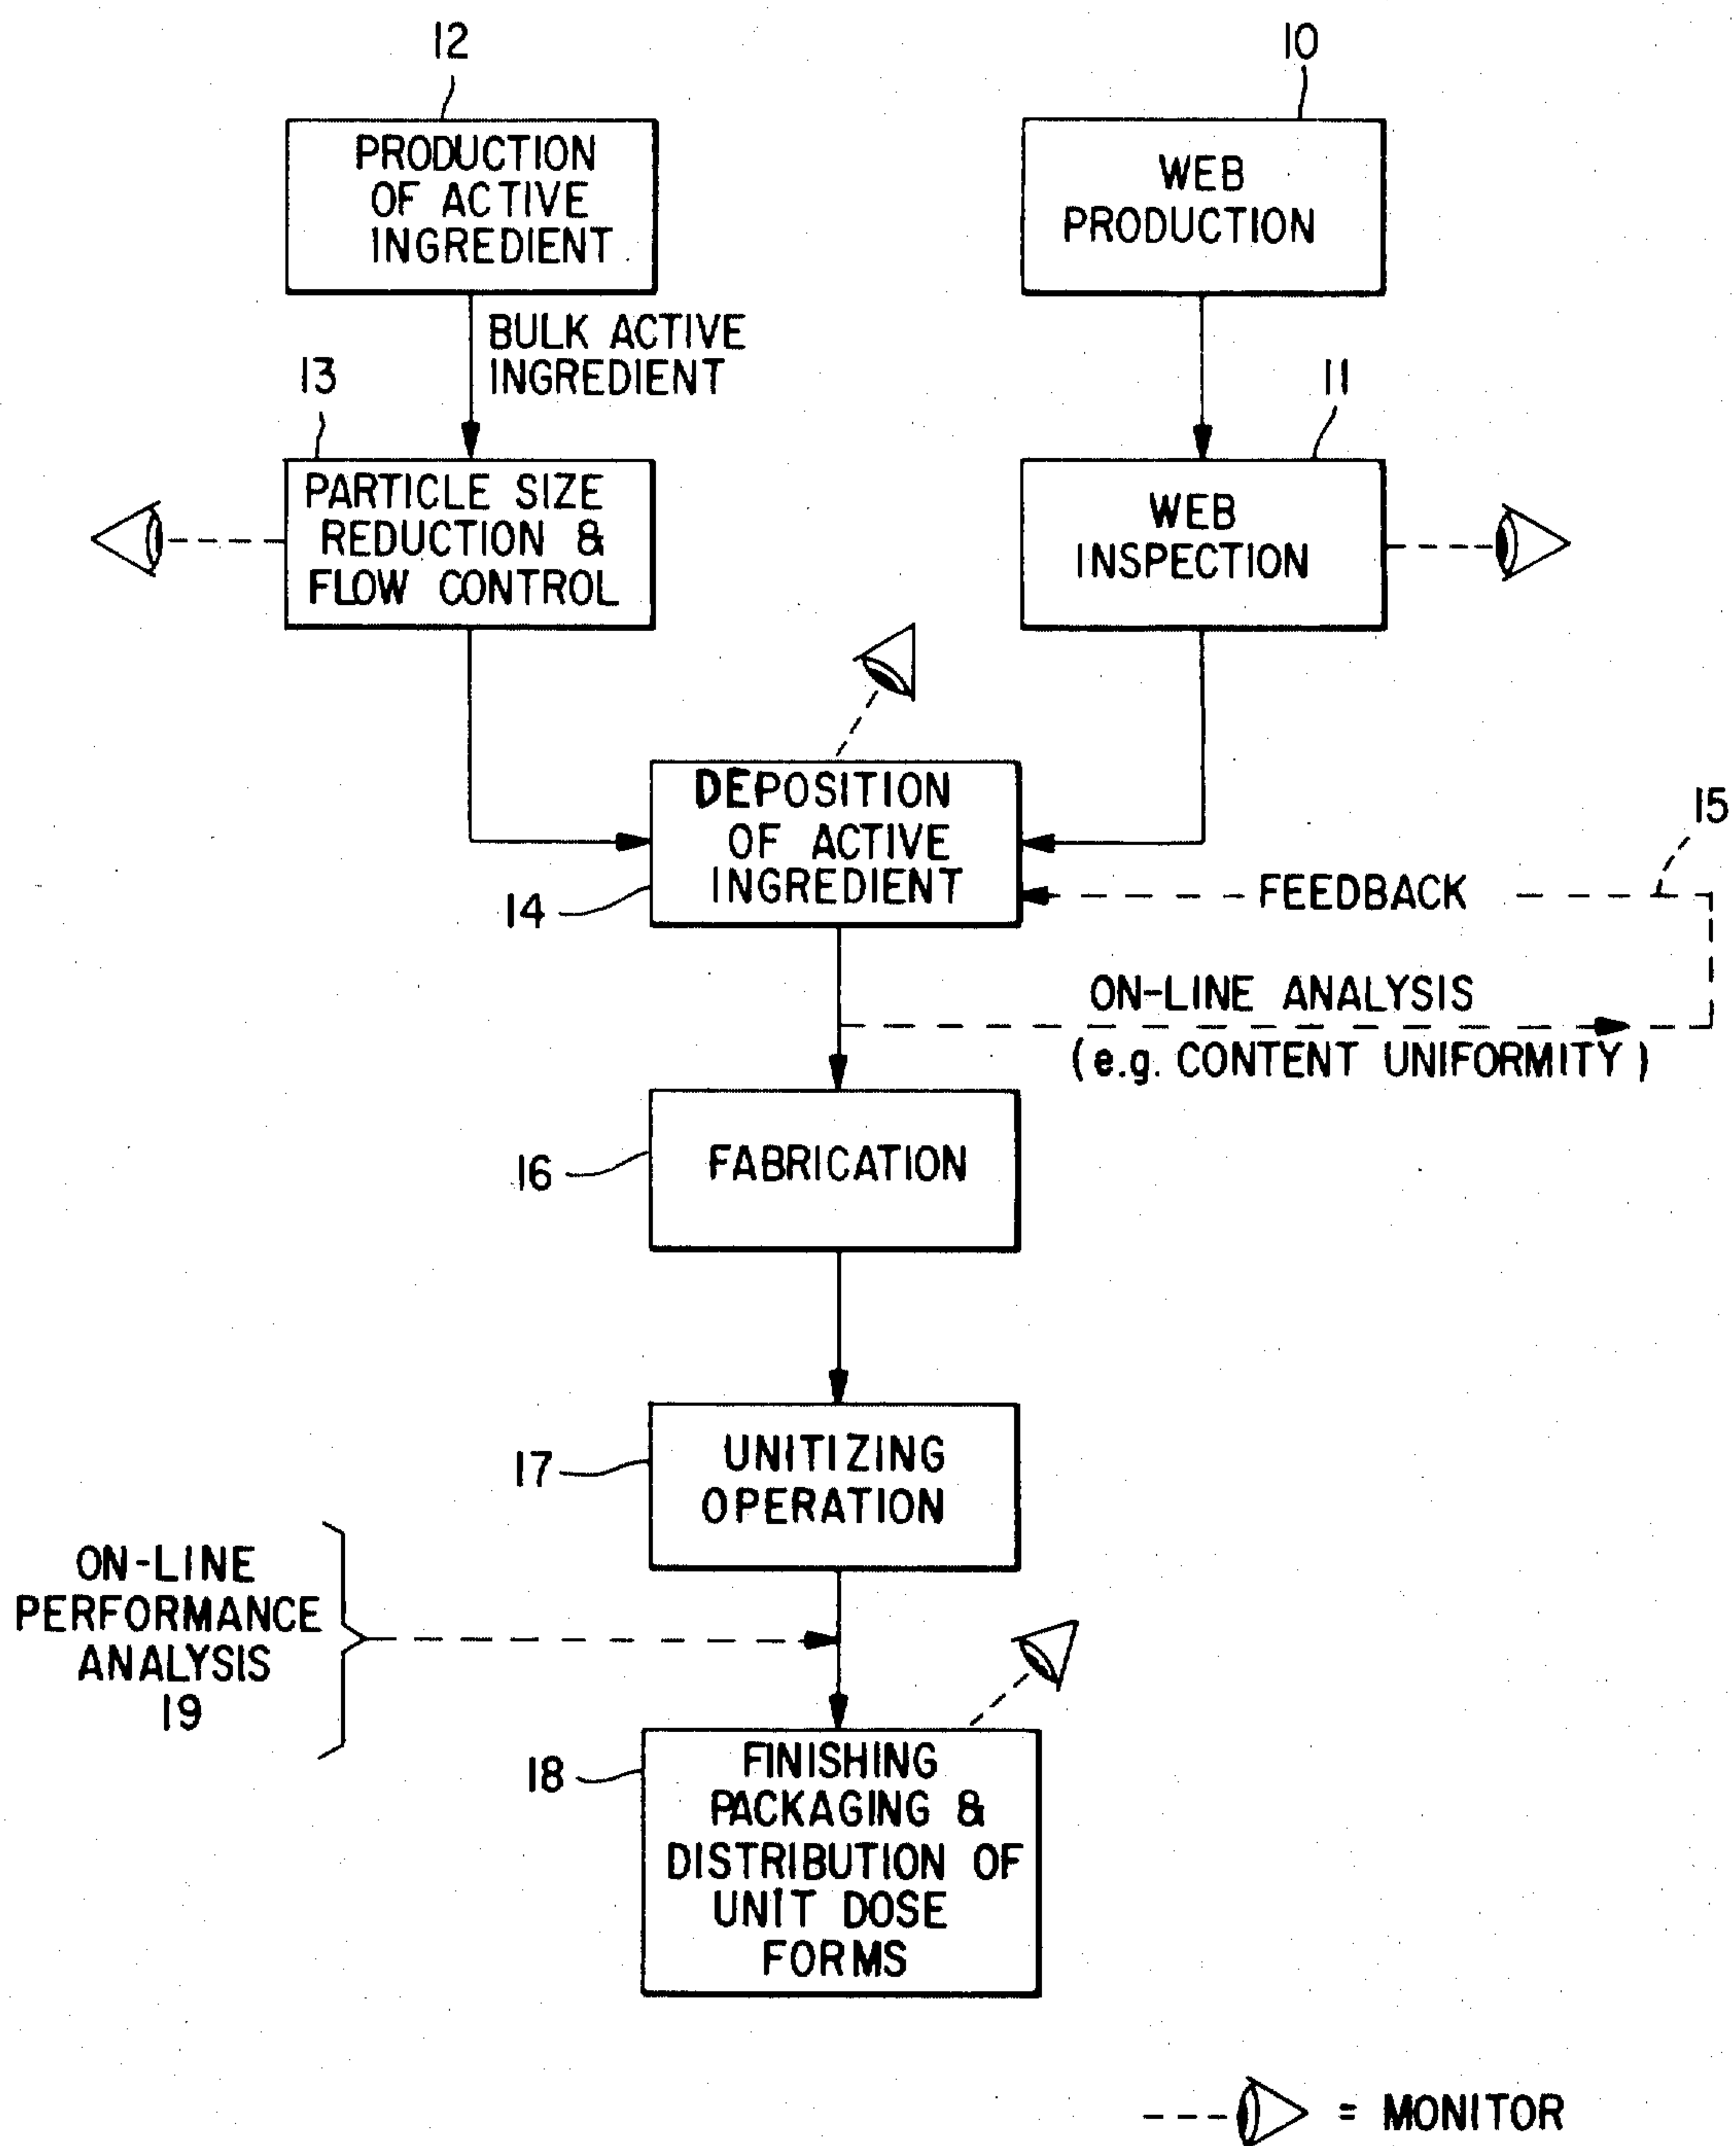 12
10
PRODUCTION
OF ACTIVE
INGREDIENT
WEB
PRODUCTION
BULK ACTIVE
INGREDIENT
13
11
PARTICLE SIZE
REDUCTION &
FLOW CONTROL
WEB
INSPECTION
DEPOSITION
OF ACTIVE
INGREDIENT
14
15
FEEDBACK
ON-LINE ANALYSIS
(e.g. CONTENT UNIFORMITY)
16
FABRICATION
17
UNITIZING
OPERATION
ON-LINE
PERFORMANCE
ANALYSIS
19
18
FINISHING
PACKAGING &
DISTRIBUTION OF
UNIT DOSE
FORMS
= MONITOR